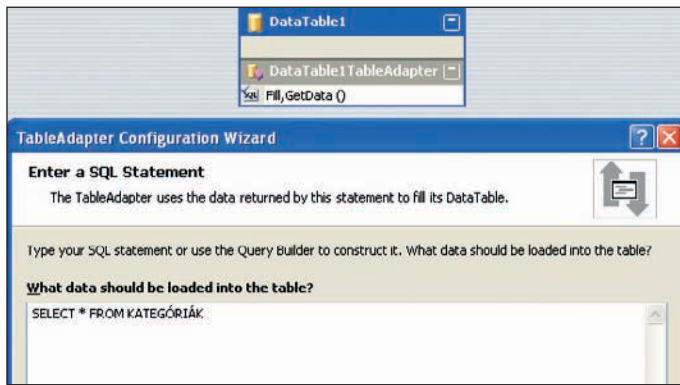 DataTable1
DataTable1TableAdapter
SQL Fill,GetData ()
TableAdapter Configuration Wizard
Enter a SQL Statement
The TableAdapter uses the data returned by this statement to fill its DataTable.
Type your SQL statement or use the Query Builder to construct it. What data should be loaded into the table?
What data should be loaded into the table?
SELECT * FROM KATEGÓRIÁK